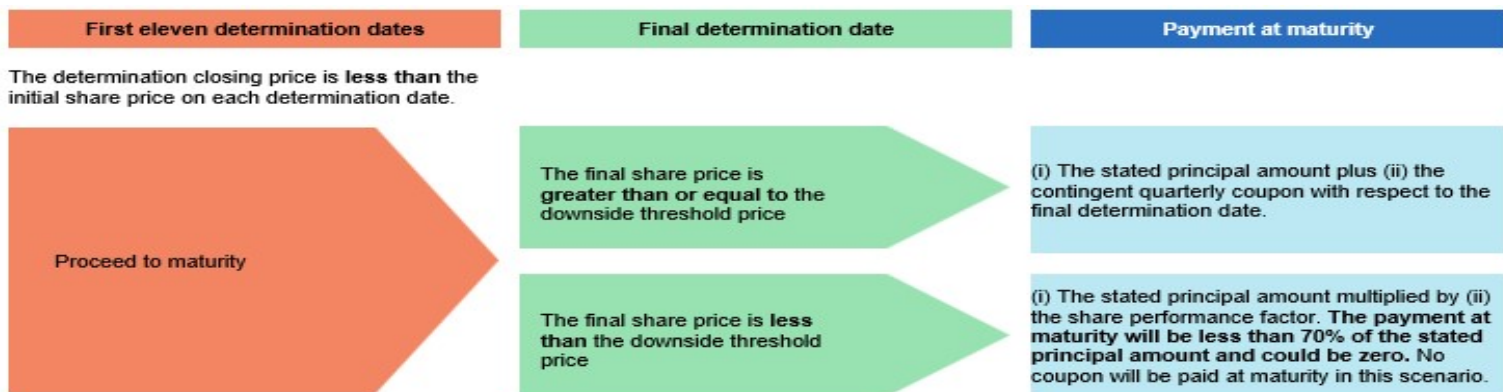 First eleven determination dates
Final determination date
Payment at maturity
The determination closing price is less than the
initial share price on each determination date.
Proceed to maturity
The final share price is
greater than or equal to the
downside threshold price
(i) The stated principal amount plus (ii) the
contingent quarterly coupon with respect to the
final determination date.
The final share price is less
than the downside threshold
price
(i) The stated principal amount multiplied by (ii)
the share performance factor. The payment at
maturity will be less than 70% of the stated
principal amount and could be zero. No
coupon will be paid at maturity in this scenario.